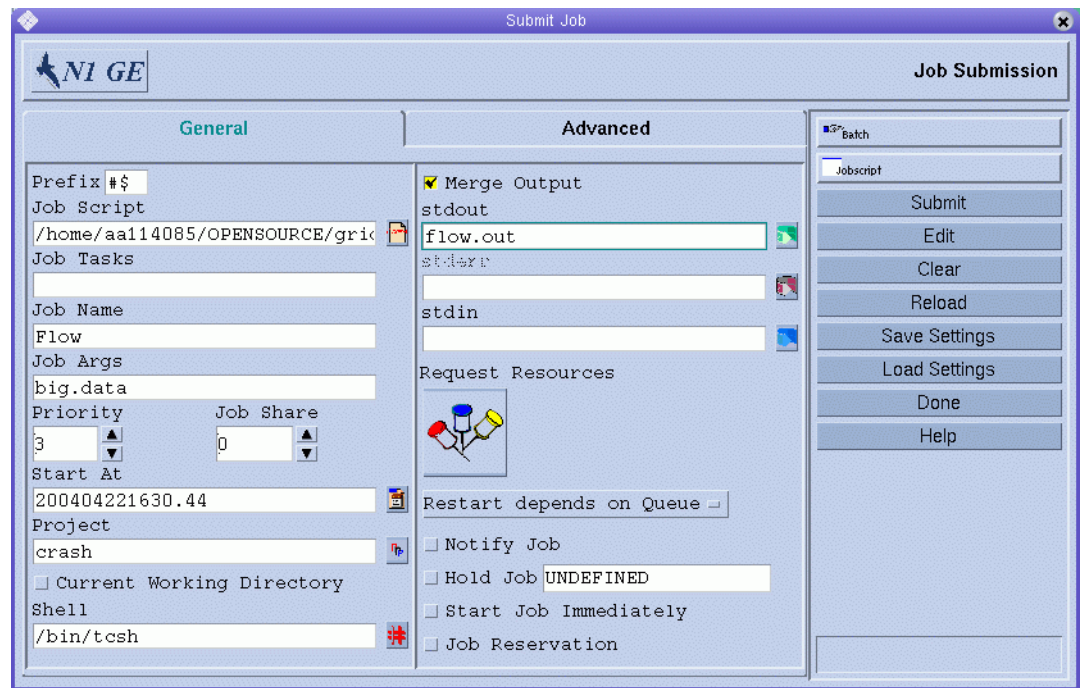 Submit Job
N1 GE
Job Submission
General
Advanced
Prefix #$
Job Script
/home/aa114085/OPENSOURCE/grid
Job Tasks
Job Name
Flow
Job Args
big.data
Priority Job Share
3 0
Start At
200404221630.44
Project
crash
Current Working Directory
Shell
/bin/tcsh
Merge Output
stdout
flow.out
stderr
stdin
Request Resources
Restart depends on Queue
Notify Job
Hold Job UNDEFINED
Start Job Immediately
Job Reservation
Batch
Jobscript
Submit
Edit
Clear
Reload
Save Settings
Load Settings
Done
Help